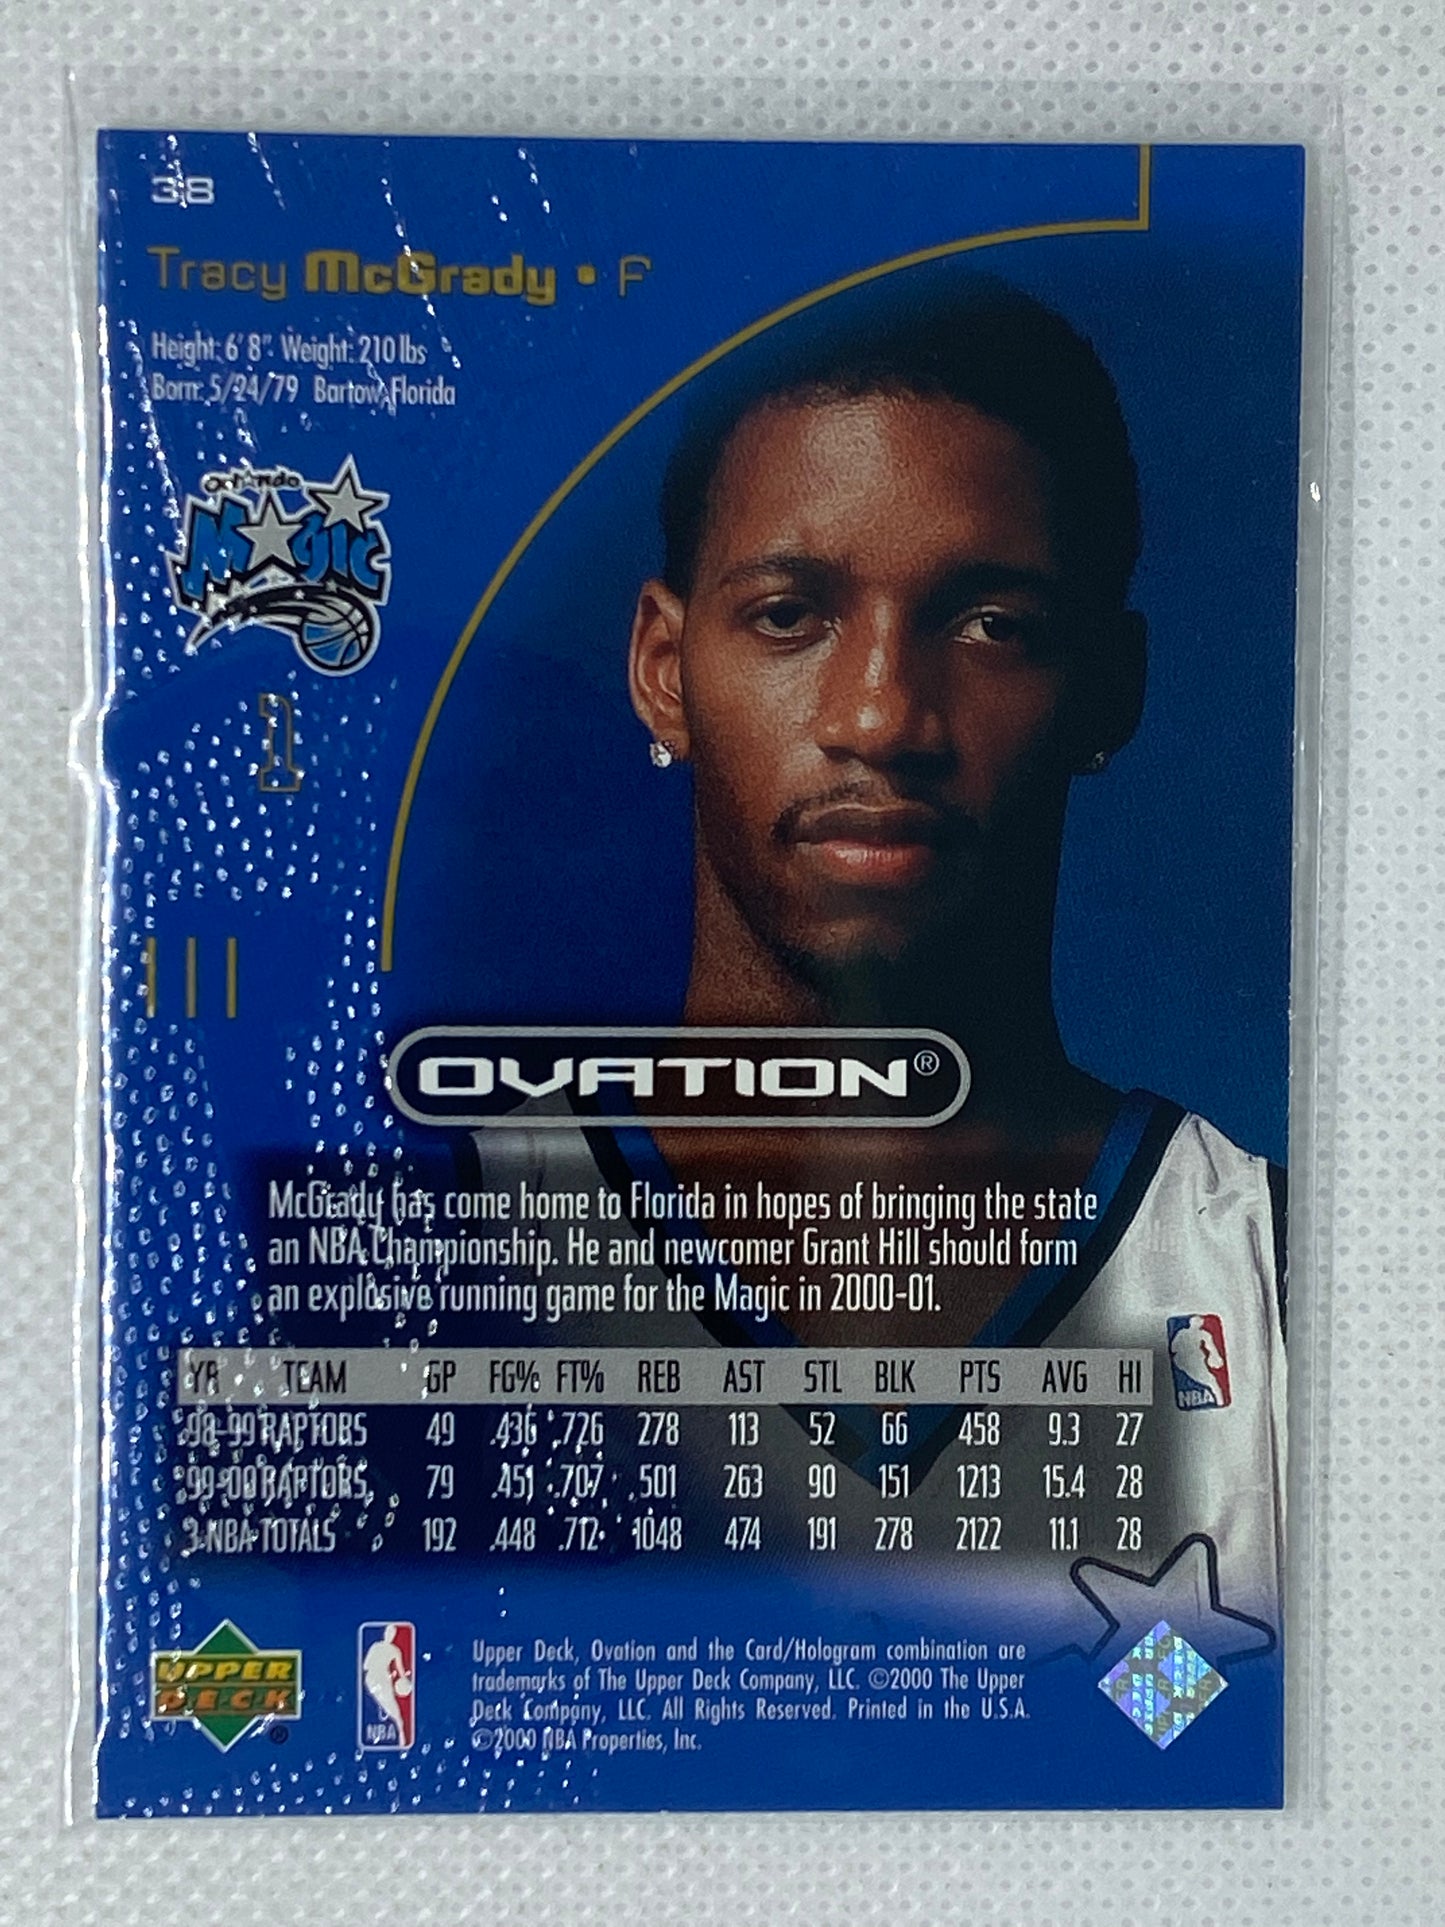 38
Tracy McGrady • F
Height: 6' 8" Weight: 210 lbs
Born: 5/24/79 Bartow, Florida
Orlando
Magic
1
OVATION®
McGrady has come home to Florida in hopes of bringing the state
an NBA Championship. He and newcomer Grant Hill should form
an explosive running game for the Magic in 2000-01.
YR TEAM GP FG% FT% REB AST STL BLK PTS AVG HI
98-99 RAPTORS 49 .436 .726 278 113 52 66 458 9.3 27
99-00 RAPTORS 79 .451 .707 501 263 90 151 1213 15.4 28
3 NBA TOTALS 192 .448 .712 1048 474 191 278 2122 11.1 28
NBA
UPPER
DECK®
NBA
Upper Deck, Ovation and the Card/Hologram combination are
trademarks of The Upper Deck Company, LLC. ©2000 The Upper
Deck Company, LLC. All Rights Reserved. Printed in the U.S.A.
©2000 NBA Properties, Inc.